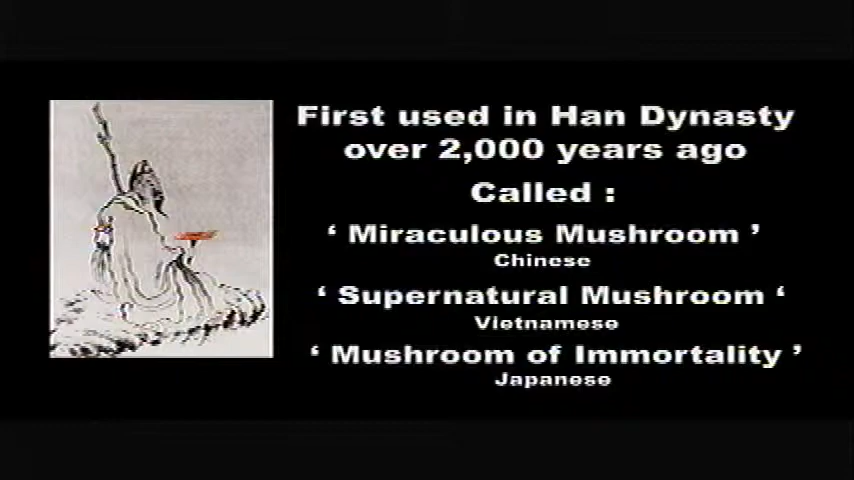 First used in Han Dynasty
over 2,000 years ago
Called :
‘ Miraculous Mushroom ’
Chinese
‘ Supernatural Mushroom ‘
Vietnamese
‘ Mushroom of Immortality ’
Japanese